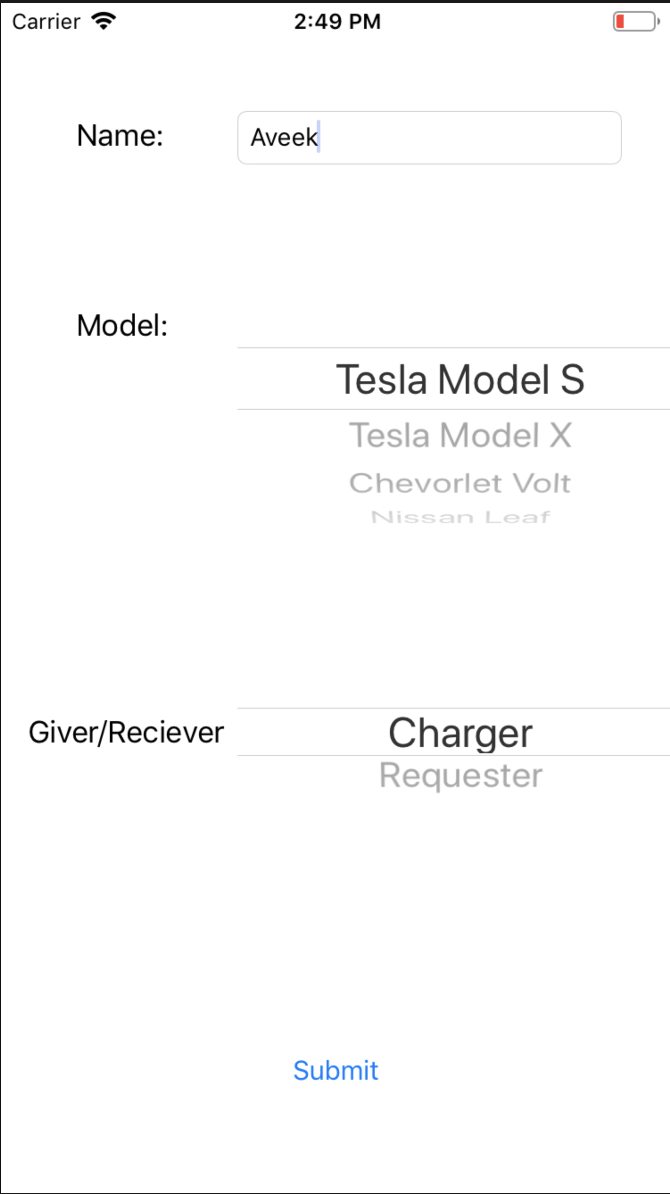 Carrier 2:49 PM
Name: Aveek
Model:
Tesla Model S
Tesla Model X
Chevorlet Volt
Nissan Leaf
Giver/Reciever Charger
Requester
Submit